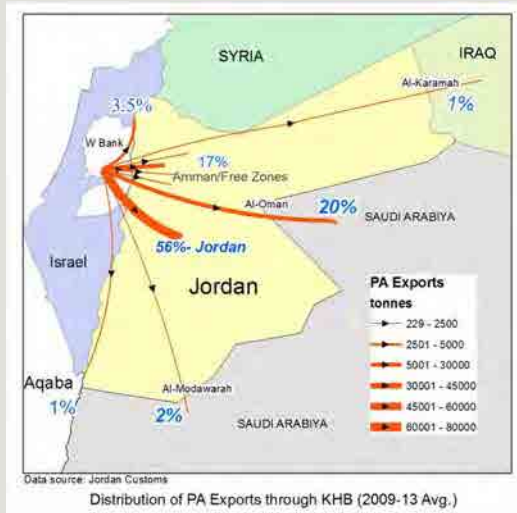 SYRIA
IRAQ
Al-Karamah
3.5%
1%
W Bank
17%
Amman/Free Zones
Al-Oman
20%
SAUDI ARABIYA
56%- Jordan
Israel
Jordan
PA Exports
tonnes
229 - 2500
2501 - 5000
5001 - 30000
30001 - 45000
45001 - 60000
60001 - 80000
Aqaba
1%
Al-Modawarah
2%
SAUDI ARABIYA
Data source: Jordan Customs
Distribution of PA Exports through KHB (2009-13 Avg.)